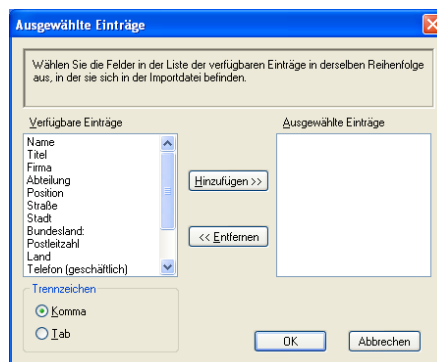 Ausgewählte Einträge
Wählen Sie die Felder in der Liste der verfügbaren Einträge in derselben Reihenfolge
aus, in der sie sich in der Importdatei befinden.
Verfügbare Einträge
Ausgewählte Einträge
Name
Titel
Firma
Abteilung
Position
Straße
Stadt
Bundesland:
Postleitzahl
Land
Telefon (geschäftlich)
Hinzufügen >>
<< Entfernen
Trennzeichen
Komma
Tab
OK
Abbrechen